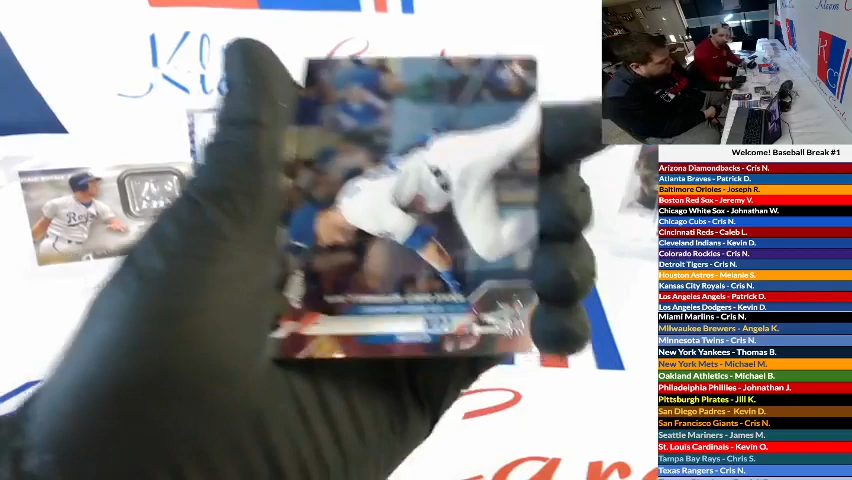 Kleem
Royals
Welcome! Baseball Break #1
Arizona Diamondbacks - Cris N.
Atlanta Braves - Patrick D.
Baltimore Orioles - Joseph R.
Boston Red Sox - Jeremy V.
Chicago White Sox - Johnathan W.
Chicago Cubs - Cris N.
Cincinnati Reds - Caleb L.
Cleveland Indians - Kevin D.
Colorado Rockies - Cris N.
Detroit Tigers - Cris N.
Houston Astros - Melanie S.
Kansas City Royals - Cris N.
Los Angeles Angels - Patrick D.
Los Angeles Dodgers - Kevin D.
Miami Marlins - Cris N.
Milwaukee Brewers - Angela K.
Minnesota Twins - Cris N.
New York Yankees - Thomas B.
New York Mets - Michael M.
Oakland Athletics - Michael B.
Philadelphia Phillies - Johnathan J.
Pittsburgh Pirates - Jill K.
San Diego Padres - Kevin D.
San Francisco Giants - Cris N.
Seattle Mariners - James M.
St. Louis Cardinals - Kevin O.
Tampa Bay Rays - Chris S.
Texas Rangers - Cris N.